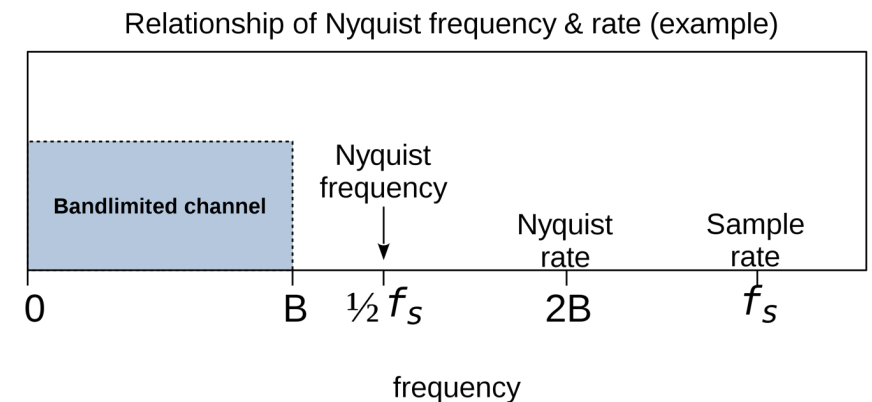 Relationship of Nyquist frequency & rate (example)
Nyquist
frequency
Bandlimited channel
Nyquist
rate
Sample
rate
0
B
½ fs
2B
fs
frequency